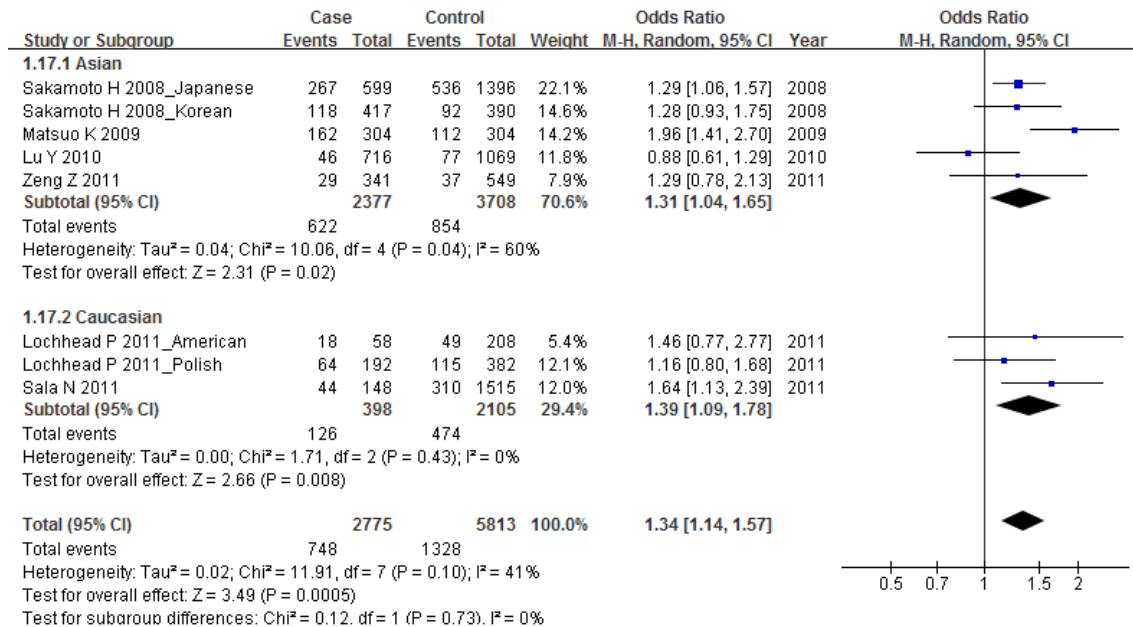 Case Control Odds Ratio Odds Ratio
Study or Subgroup Events Total Events Total Weight M-H, Random, 95% CI Year M-H, Random, 95% CI
1.17.1 Asian
Sakamoto H 2008_Japanese 267 599 536 1396 22.1% 1.29 [1.06, 1.57] 2008
Sakamoto H 2008_Korean 118 417 92 390 14.6% 1.28 [0.93, 1.75] 2008
Matsuo K 2009 162 304 112 304 14.2% 1.96 [1.41, 2.70] 2009
Lu Y 2010 46 716 77 1069 11.8% 0.88 [0.61, 1.29] 2010
Zeng Z 2011 29 341 37 549 7.9% 1.29 [0.78, 2.13] 2011
Subtotal (95% CI) 2377 3708 70.6% 1.31 [1.04, 1.65]
Total events 622 854
Heterogeneity: Tau² = 0.04; Chi² = 10.06, df = 4 (P = 0.04); I² = 60%
Test for overall effect: Z = 2.31 (P = 0.02)
1.17.2 Caucasian
Lochhead P 2011_American 18 58 49 208 5.4% 1.46 [0.77, 2.77] 2011
Lochhead P 2011_Polish 64 192 115 382 12.1% 1.16 [0.80, 1.68] 2011
Sala N 2011 44 148 310 1515 12.0% 1.64 [1.13, 2.39] 2011
Subtotal (95% CI) 398 2105 29.4% 1.39 [1.09, 1.78]
Total events 126 474
Heterogeneity: Tau² = 0.00; Chi² = 1.71, df = 2 (P = 0.43); I² = 0%
Test for overall effect: Z = 2.66 (P = 0.008)
Total (95% CI) 2775 5813 100.0% 1.34 [1.14, 1.57]
Total events 748 1328
Heterogeneity: Tau² = 0.02; Chi² = 11.91, df = 7 (P = 0.10); I² = 41%
Test for overall effect: Z = 3.49 (P = 0.0005)
Test for subgroup differences: Chi² = 0.12, df = 1 (P = 0.73), I² = 0%
0.5 0.7 1 1.5 2